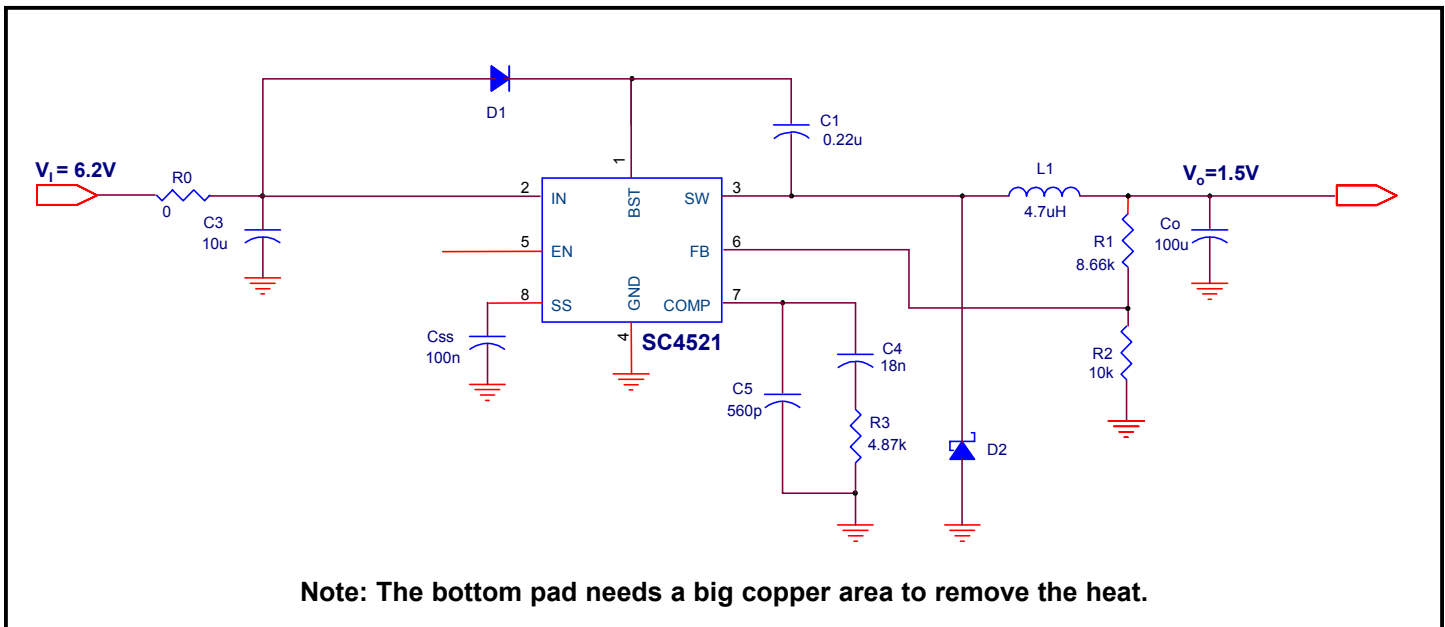 D1
C1
0.22u
V_I = 6.2V
R0
0
C3
10u
1
2
3
IN
BST
SW
L1
4.7uH
V_o=1.5V
5
EN
6
FB
R1
8.66k
Co
100u
8
SS
GND
COMP
7
4
SC4521
Css
100n
C4
18n
R2
10k
C5
560p
R3
4.87k
D2
Note: The bottom pad needs a big copper area to remove the heat.